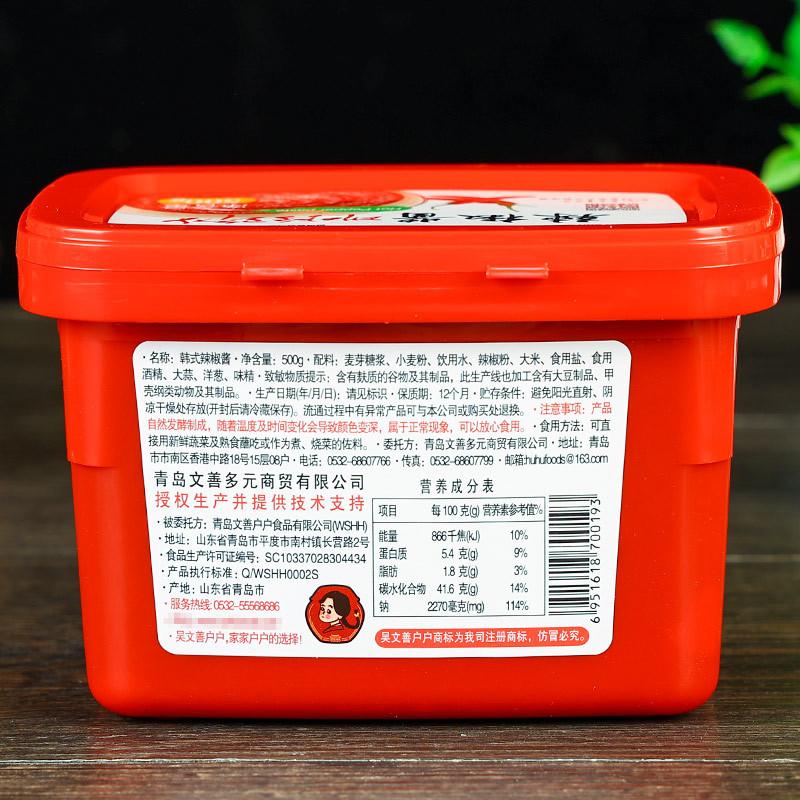 辣椒酱
·名称：韩式辣椒酱·净含量：500g·配料：麦芽糖浆、小麦粉、饮用水、辣椒粉、大米、食用盐、食用
酒精、大蒜、洋葱、味精·致敏物质提示：含有麸质的谷物及其制品，此生产线也加工含有大豆制品、甲
壳纲类动物及其制品。·生产日期(年/月/日)：请见标识·保质期：12个月·贮存条件：避免阳光直射、阴
凉干燥处存放(开封后请冷藏保存)。流通过程中有异常产品可与本公司或购买处退换。·注意事项：产品
自然发酵制成，随着温度及时间变化会导致颜色变深，属于正常现象，可以放心食用。·食用方法：可直
接用新鲜蔬菜及熟食蘸吃或作为煮、烧菜的佐料。·委托方：青岛文善多元商贸有限公司·地址：青岛
市市南区香港中路18号15层08户·电话：0532-68607766·传真：0532-68607799·邮箱:huhufoods@163.com
青岛文善多元商贸有限公司
授权生产并提供技术支持
·被委托方：青岛文善户户食品有限公司(WSHH)
·地址：山东省青岛市平度市南村镇长营路2号
·食品生产许可证编号：SC10337028304434
·产品执行标准：Q/WSHH0002S
·产地：山东省青岛市
·服务热线:0532-55568686
·吴文善户户,家家户户的选择!
营养成分表
项目 每100克(g) 营养素参考值%
能量 866千焦(kJ) 10%
蛋白质 5.4克(g) 9%
脂肪 1.8克(g) 3%
碳水化合物 41.6克(g) 14%
钠 2270毫克(mg) 114%
吴文善户户商标为我司注册商标，仿冒必究。
6951618700193